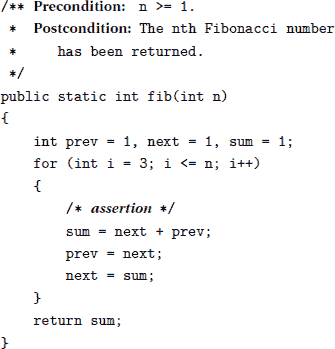 /** Precondition: n >= 1.
 * Postcondition: The nth Fibonacci number
 *    has been returned.
 */
public static int fib(int n)
{
    int prev = 1, next = 1, sum = 1;
    for (int i = 3; i <= n; i++)
    {
        /* assertion */
        sum = next + prev;
        prev = next;
        next = sum;
    }
    return sum;
}